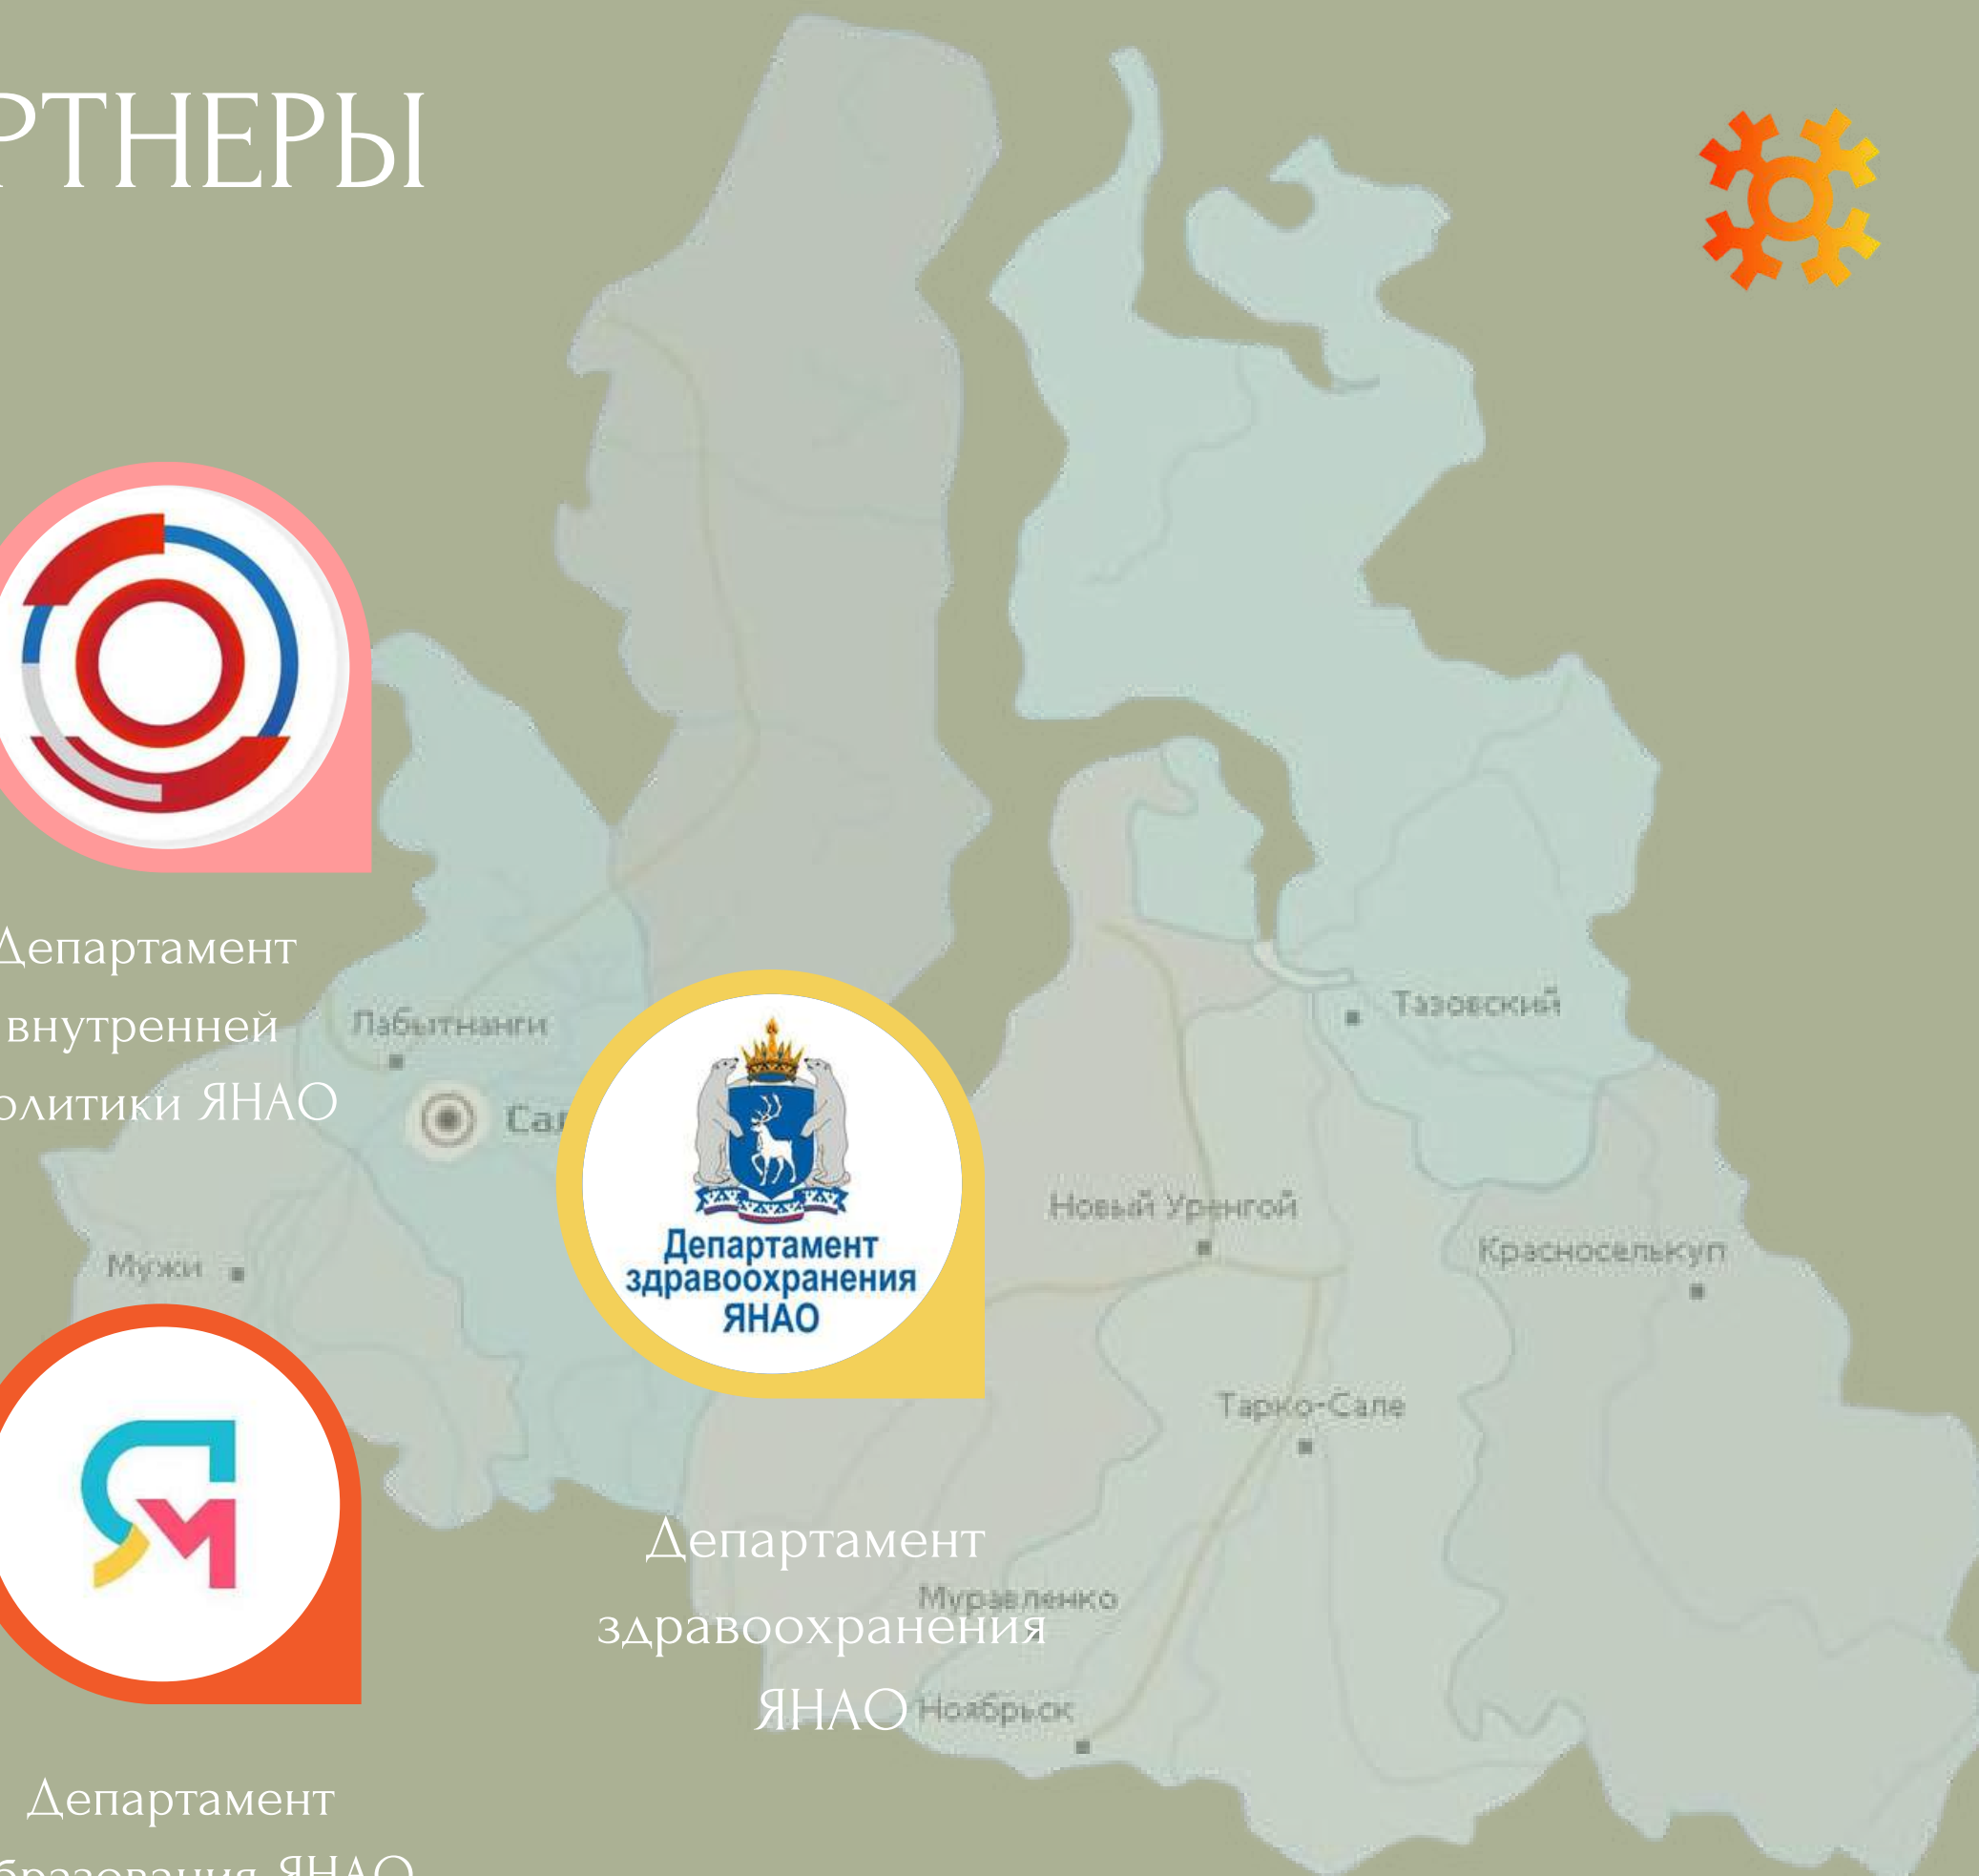 РТНЕРЫ
Департамент
внутренней
олитики ЯНАО
Лабытнанги
Сал
Тазовский
Мужи
Департамент
здравоохранения
ЯНАО
Новый Уренгой
Красноселькуп
Тарко-Сале
Департамент
здравоохранения
ЯНАО
Муравленко
Ноябрьск
Департамент
бразования ЯНАО